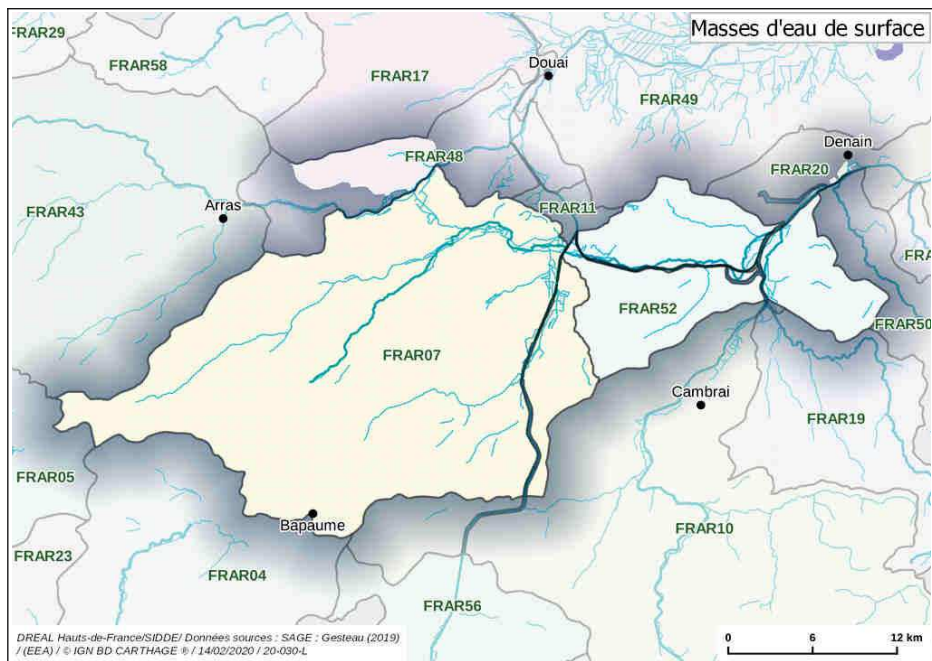 Masses d'eau de surface
FRAR29
FRAR58
FRAR17
Douai
FRAR49
FRAR48
Denain
FRAR20
FRAR43
Arras
FRAR11
FRA
FRAR52
FRAR50
FRAR07
Cambrai
FRAR19
FRAR05
Bapaume
FRAR10
FRAR23
FRAR04
FRAR56
DREAL Hauts-de-France/SIDDE/ Données sources : SAGE : Gesteau (2019)
/ (EEA) / © IGN BD CARTHAGE ® / 14/02/2020 / 20-030-L
0 6 12 km